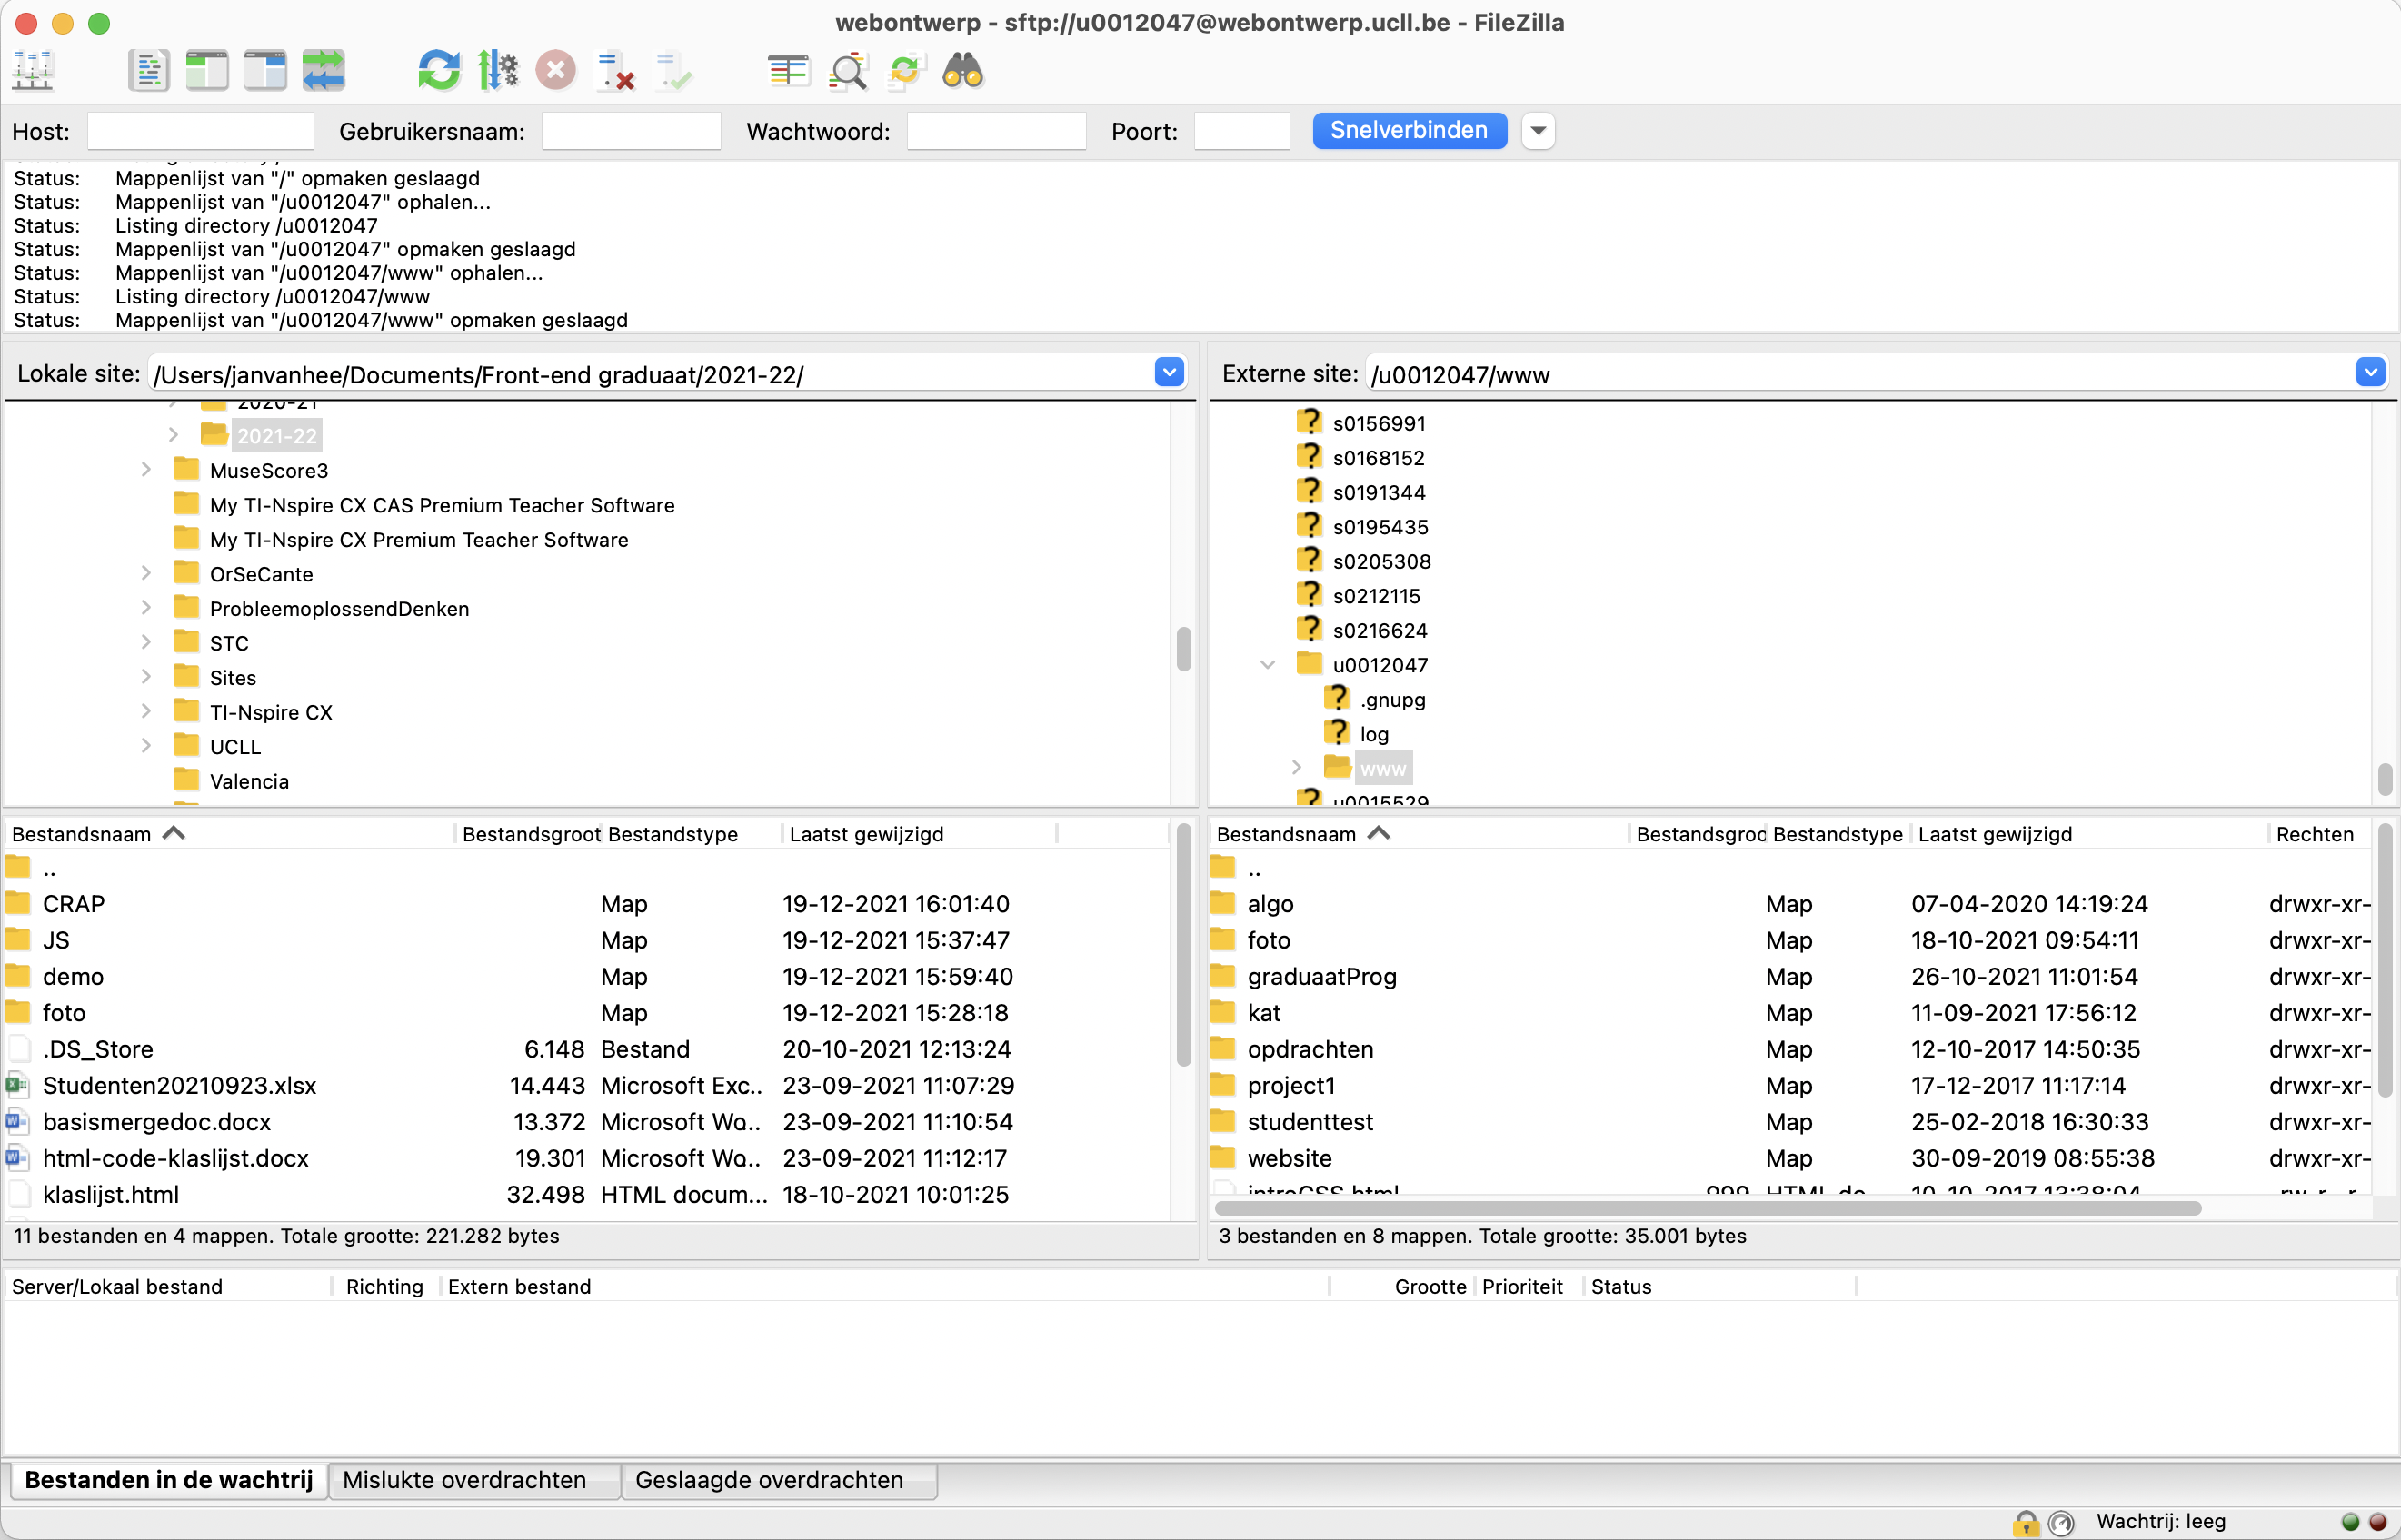 webontwerp - sftp://u0012047@webontwerp.ucll.be - FileZilla
Host: Gebruikersnaam: Wachtwoord: Poort: Snelverbinden
Status: Mappenlijst van "/" opmaken geslaagd
Status: Mappenlijst van "/u0012047" ophalen...
Status: Listing directory /u0012047
Status: Mappenlijst van "/u0012047" opmaken geslaagd
Status: Mappenlijst van "/u0012047/www" ophalen...
Status: Listing directory /u0012047/www
Status: Mappenlijst van "/u0012047/www" opmaken geslaagd
Lokale site: /Users/janvanhee/Documents/Front-end graduaat/2021-22/
2020-21
2021-22
MuseScore3
My TI-Nspire CX CAS Premium Teacher Software
My TI-Nspire CX Premium Teacher Software
OrSeCante
ProbleemoplossendDenken
STC
Sites
TI-Nspire CX
UCLL
Valencia
Bestandsnaam Bestandsgroot Bestandstype Laatst gewijzigd
..
CRAP Map 19-12-2021 16:01:40
JS Map 19-12-2021 15:37:47
demo Map 19-12-2021 15:59:40
foto Map 19-12-2021 15:28:18
.DS_Store 6.148 Bestand 20-10-2021 12:13:24
Studenten20210923.xlsx 14.443 Microsoft Exc.. 23-09-2021 11:07:29
basismergedoc.docx 13.372 Microsoft Wo.. 23-09-2021 11:10:54
html-code-klaslijst.docx 19.301 Microsoft Wo.. 23-09-2021 11:12:17
klaslijst.html 32.498 HTML docum... 18-10-2021 10:01:25
11 bestanden en 4 mappen. Totale grootte: 221.282 bytes
Externe site: /u0012047/www
s0156991
s0168152
s0191344
s0195435
s0205308
s0212115
s0216624
u0012047
.gnupg
log
www
u0015529
Bestandsnaam Bestandsgroo Bestandstype Laatst gewijzigd Rechten
..
algo Map 07-04-2020 14:19:24 drwxr-xr-
foto Map 18-10-2021 09:54:11 drwxr-xr-
graduaatProg Map 26-10-2021 11:01:54 drwxr-xr-
kat Map 11-09-2021 17:56:12 drwxr-xr-
opdrachten Map 12-10-2017 14:50:35 drwxr-xr-
project1 Map 17-12-2017 11:17:14 drwxr-xr-
studenttest Map 25-02-2018 16:30:33 drwxr-xr-
website Map 30-09-2019 08:55:38 drwxr-xr-
introCSS.html 999 HTML do 10-10-2017 13:38:04 -rw-r--r-
3 bestanden en 8 mappen. Totale grootte: 35.001 bytes
Server/Lokaal bestand Richting Extern bestand Grootte Prioriteit Status
Bestanden in de wachtrij Mislukte overdrachten Geslaagde overdrachten
Wachtrij: leeg